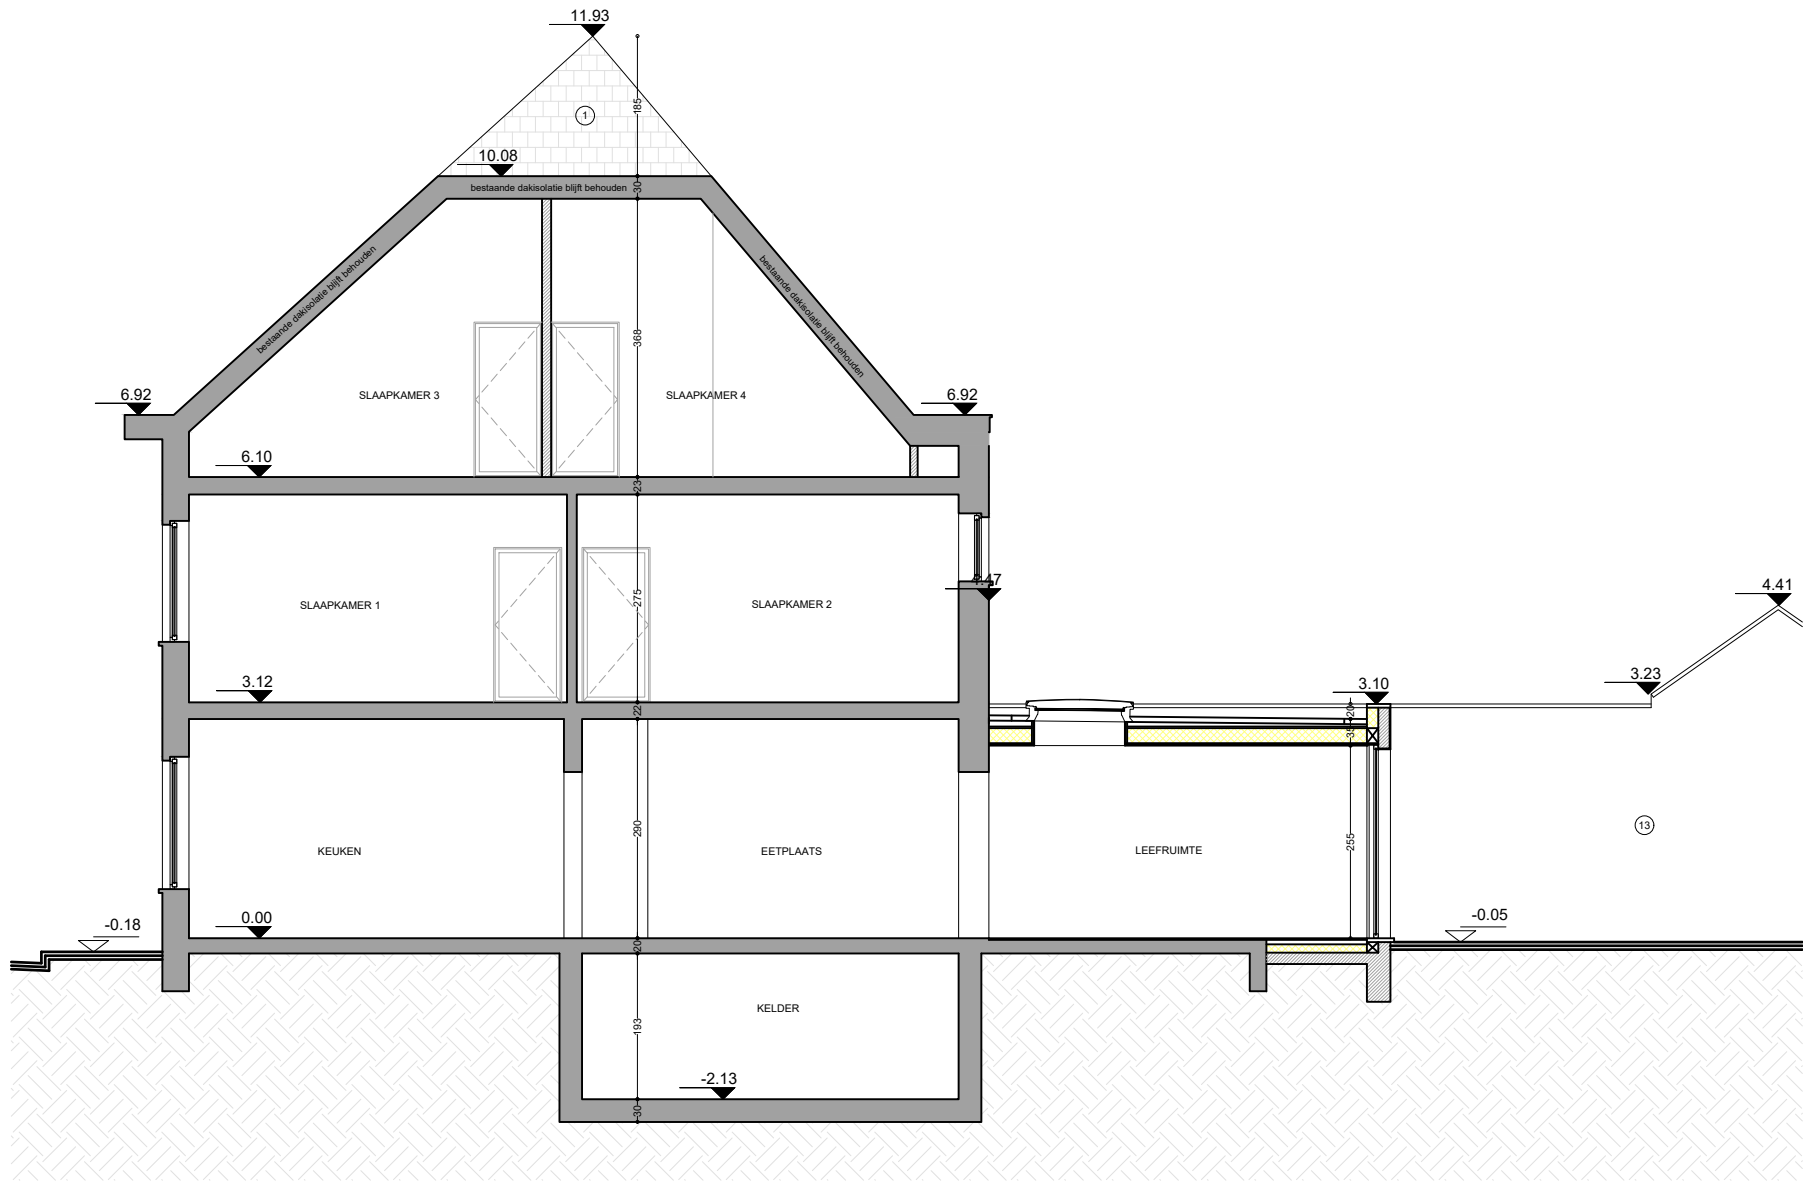 11.93
185
1
10.08
bestaande dakisolatie blijft behouden
30
bestaande dakisolatie blijft behouden
bestaande dakisolatie blijft behouden
368
SLAAPKAMER 3
SLAAPKAMER 4
6.92
6.92
6.10
23
4.47
4.41
275
SLAAPKAMER 1
SLAAPKAMER 2
3.12
3.23
3.10
22
20
35
13
290
255
KEUKEN
EETPLAATS
LEEFRUIMTE
-0.18
0.00
-0.05
20
KELDER
193
-2.13
30